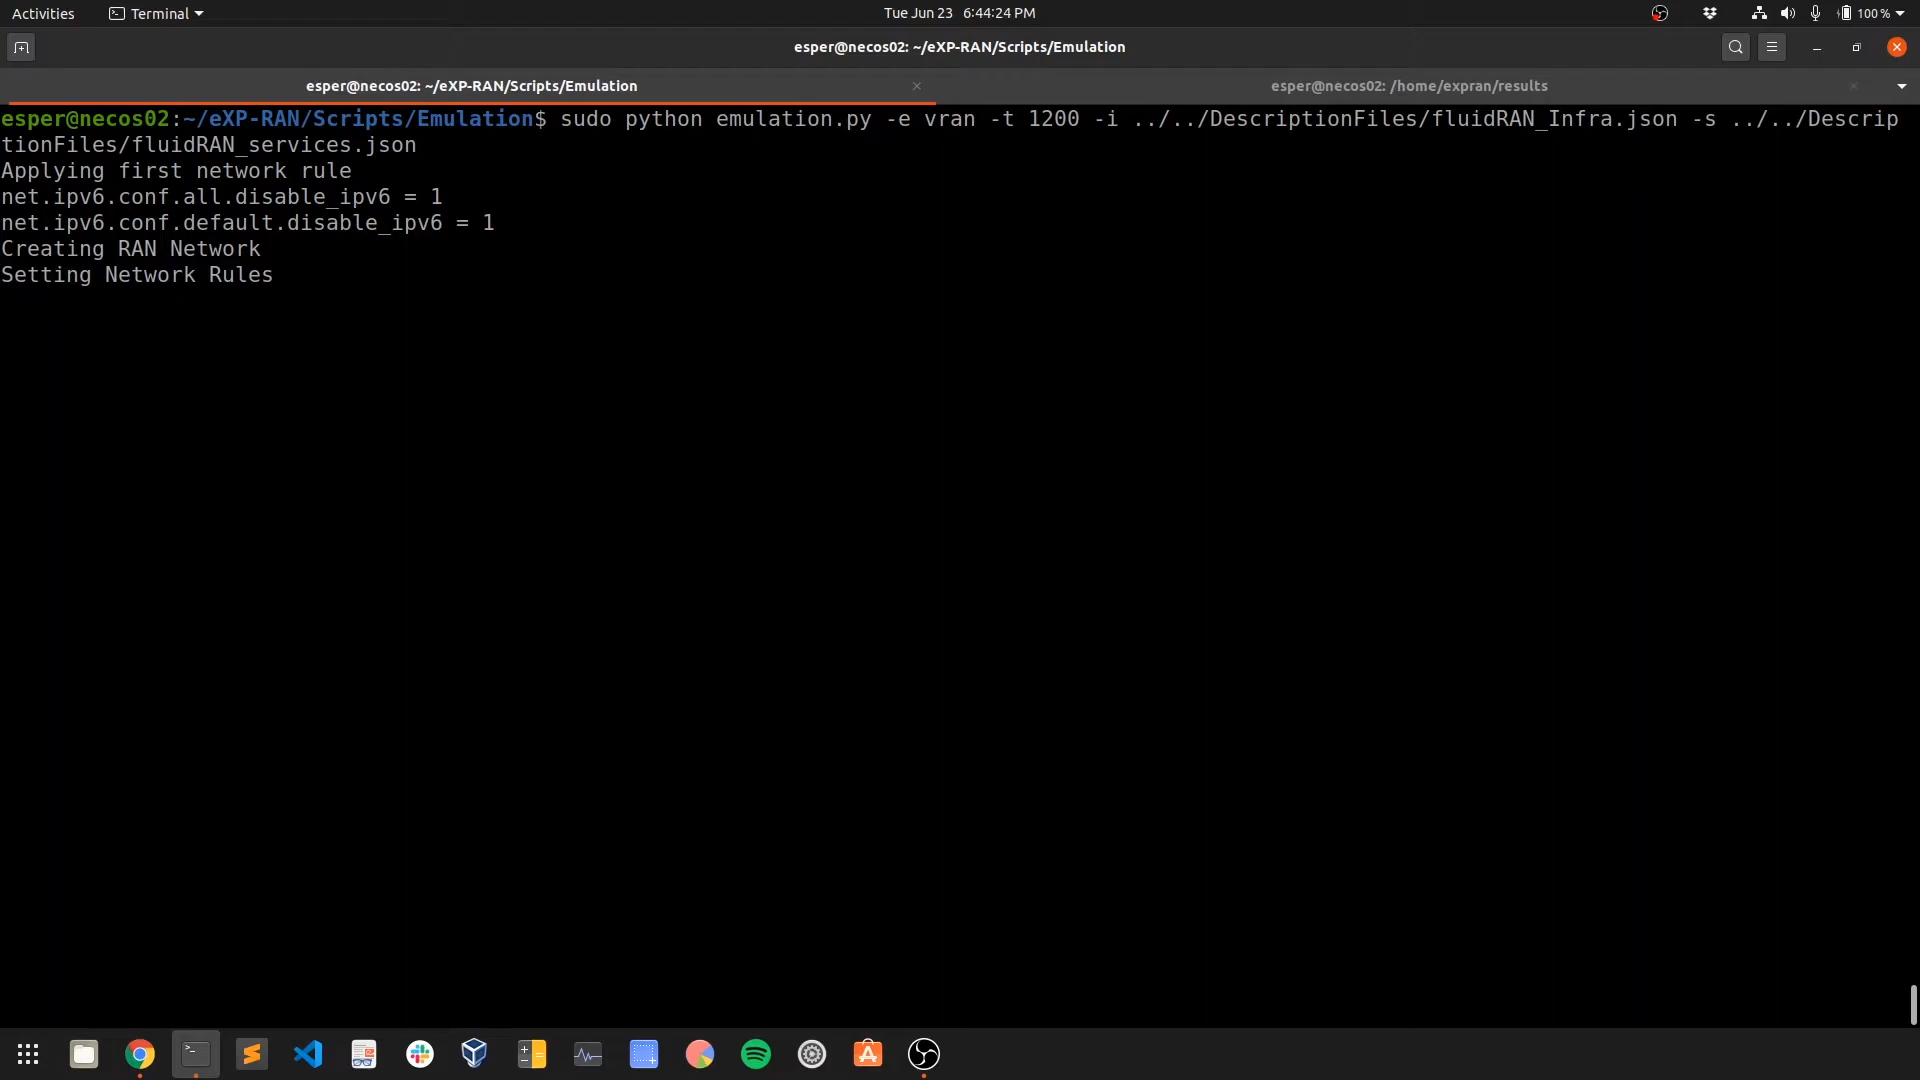 Activities
Terminal
Tue Jun 23 6:44:24 PM
100 %
esper@necos02: ~/eXP-RAN/Scripts/Emulation
esper@necos02: ~/eXP-RAN/Scripts/Emulation
esper@necos02: /home/expran/results
esper@necos02:~/eXP-RAN/Scripts/Emulation$ sudo python emulation.py -e vran -t 1200 -i ../../DescriptionFiles/fluidRAN_Infra.json -s ../../Descrip
tionFiles/fluidRAN_services.json
Applying first network rule
net.ipv6.conf.all.disable_ipv6 = 1
net.ipv6.conf.default.disable_ipv6 = 1
Creating RAN Network
Setting Network Rules